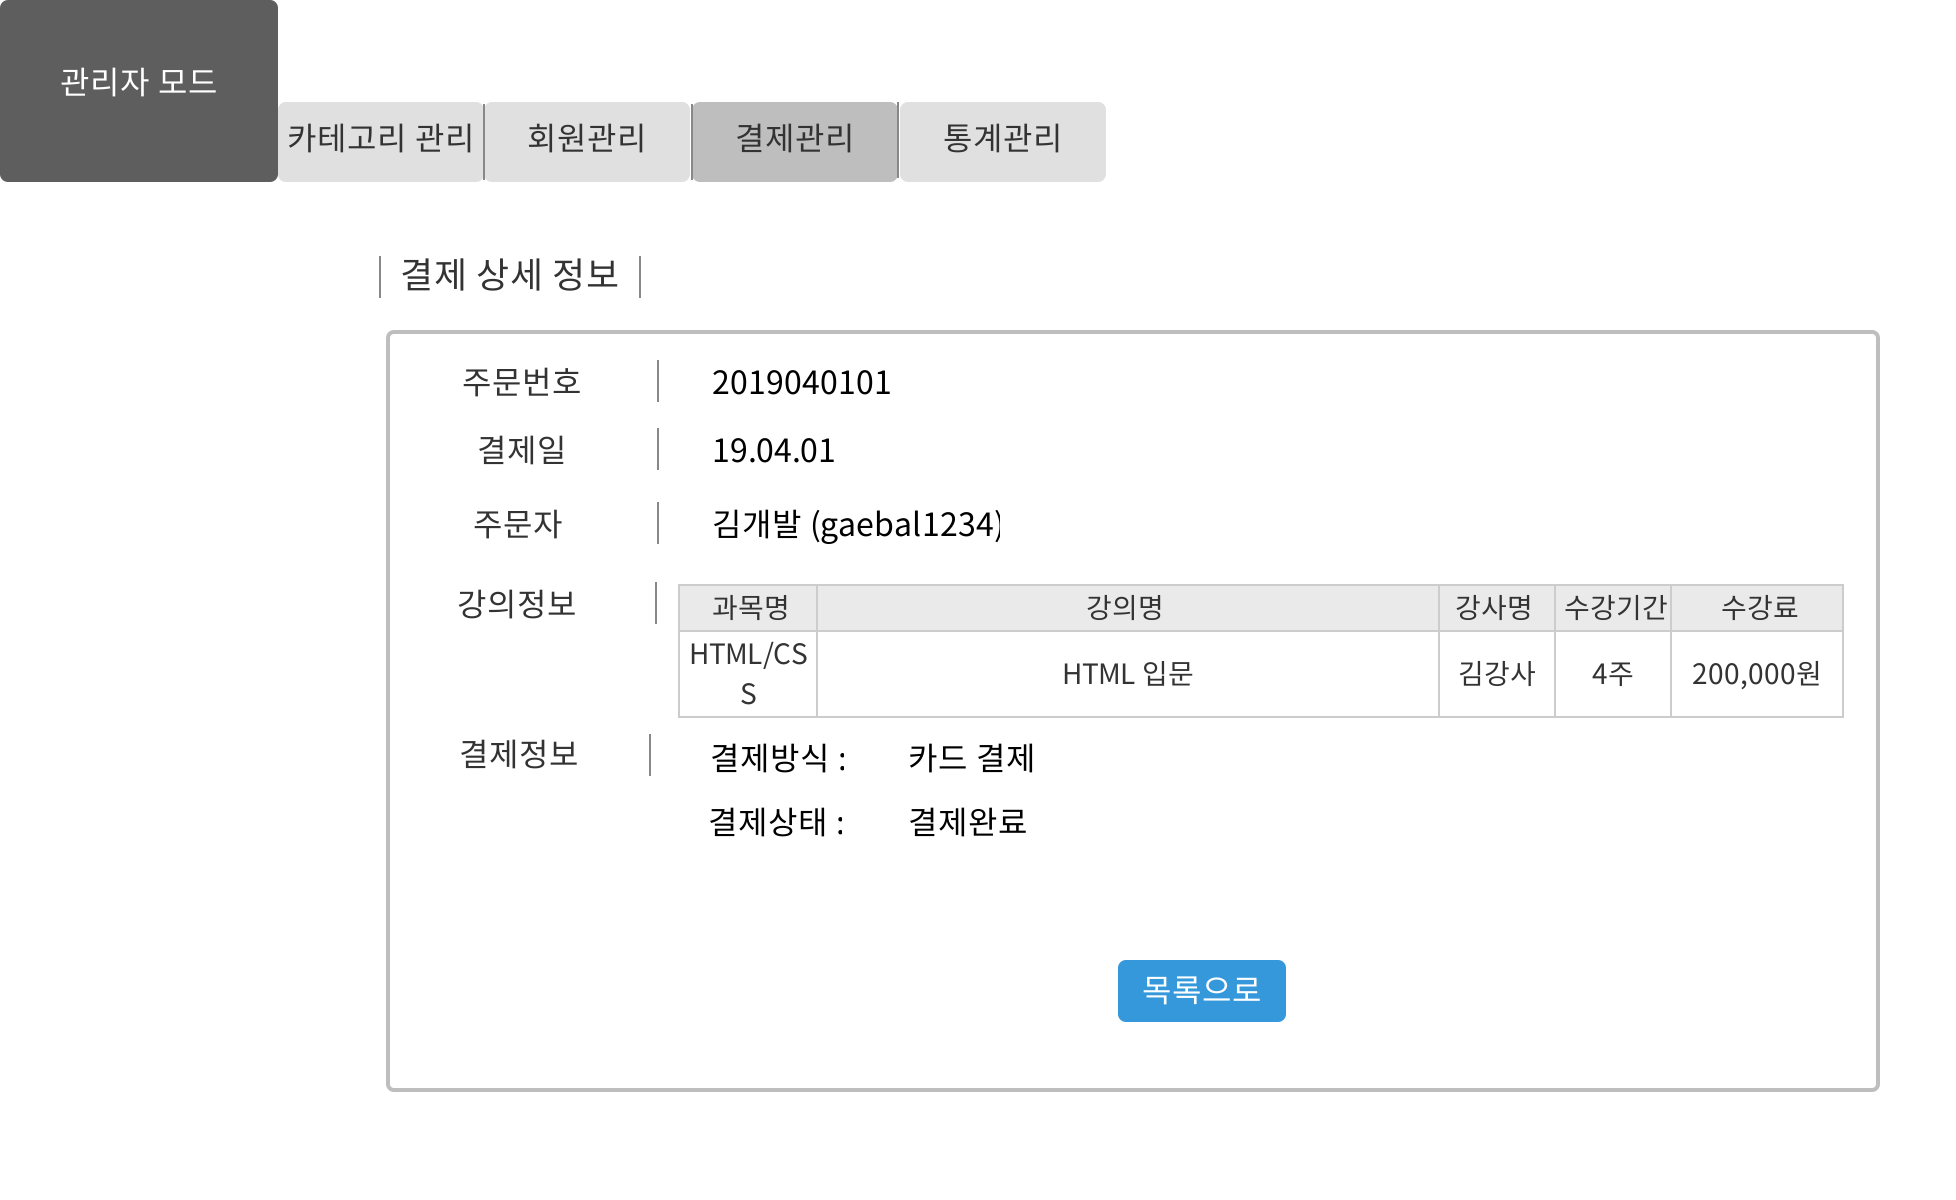 관리자 모드
카테고리 관리 회원관리 결제관리 통계관리
결제 상세 정보
주문번호 2019040101
결제일 19.04.01
주문자 김개발 (gaebal1234)
강의정보
과목명 강의명 강사명 수강기간 수강료
HTML/CS
S HTML 입문 김강사 4주 200,000원
결제정보 결제방식 : 카드 결제
결제상태 : 결제완료
목록으로